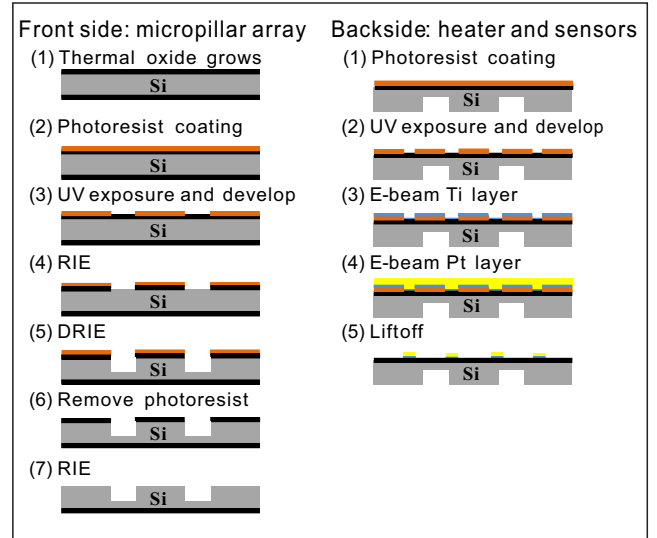 Front side: micropillar array
(1) Thermal oxide grows
Si
(2) Photoresist coating
Si
(3) UV exposure and develop
Si
(4) RIE
Si
(5) DRIE
Si
(6) Remove photoresist
Si
(7) RIE
Si
Backside: heater and sensors
(1) Photoresist coating
Si
(2) UV exposure and develop
Si
(3) E-beam Ti layer
Si
(4) E-beam Pt layer
Si
(5) Liftoff
Si